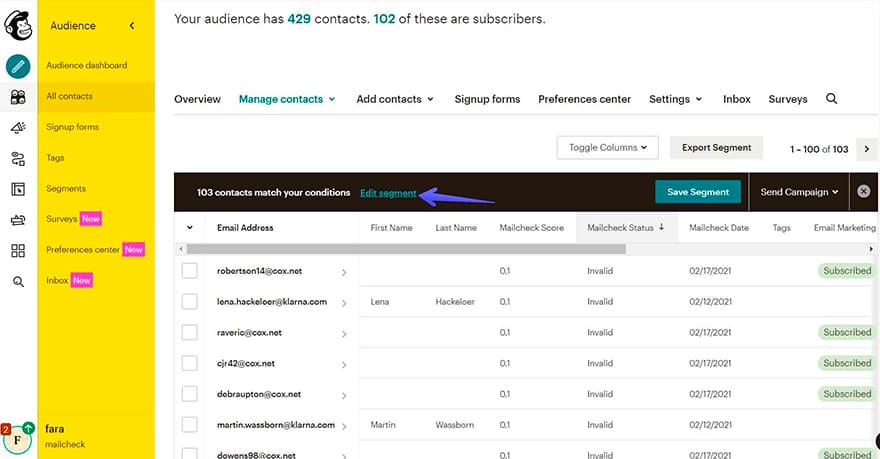 Audience
Audience dashboard
All contacts
Signup forms
Tags
Segments
Surveys New
Preferences center New
Inbox New
2
F
fara
mailcheck
Your audience has 429 contacts. 102 of these are subscribers.
Overview Manage contacts Add contacts Signup forms Preferences center Settings Inbox Surveys
Toggle Columns Export Segment 1 – 100 of 103
103 contacts match your conditions Edit segment Save Segment Send Campaign
Email Address First Name Last Name Mailcheck Score Mailcheck Status Mailcheck Date Tags Email Marketing
robertson14@cox.net 0,1 Invalid 02/17/2021 Subscribed
lena.hackeloer@klarna.com Lena Hackeloer 0,1 Invalid 02/12/2021
raveric@cox.net 0,1 Invalid 02/17/2021 Subscribed
cjr42@cox.net 0,1 Invalid 02/17/2021 Subscribed
debraupton@cox.net 0,1 Invalid 02/17/2021 Subscribed
martin.wassborn@klarna.com Martin Wassborn 0,1 Invalid 02/12/2021
dowens98@cox.net 0,1 Invalid 02/17/2021 Subscribed